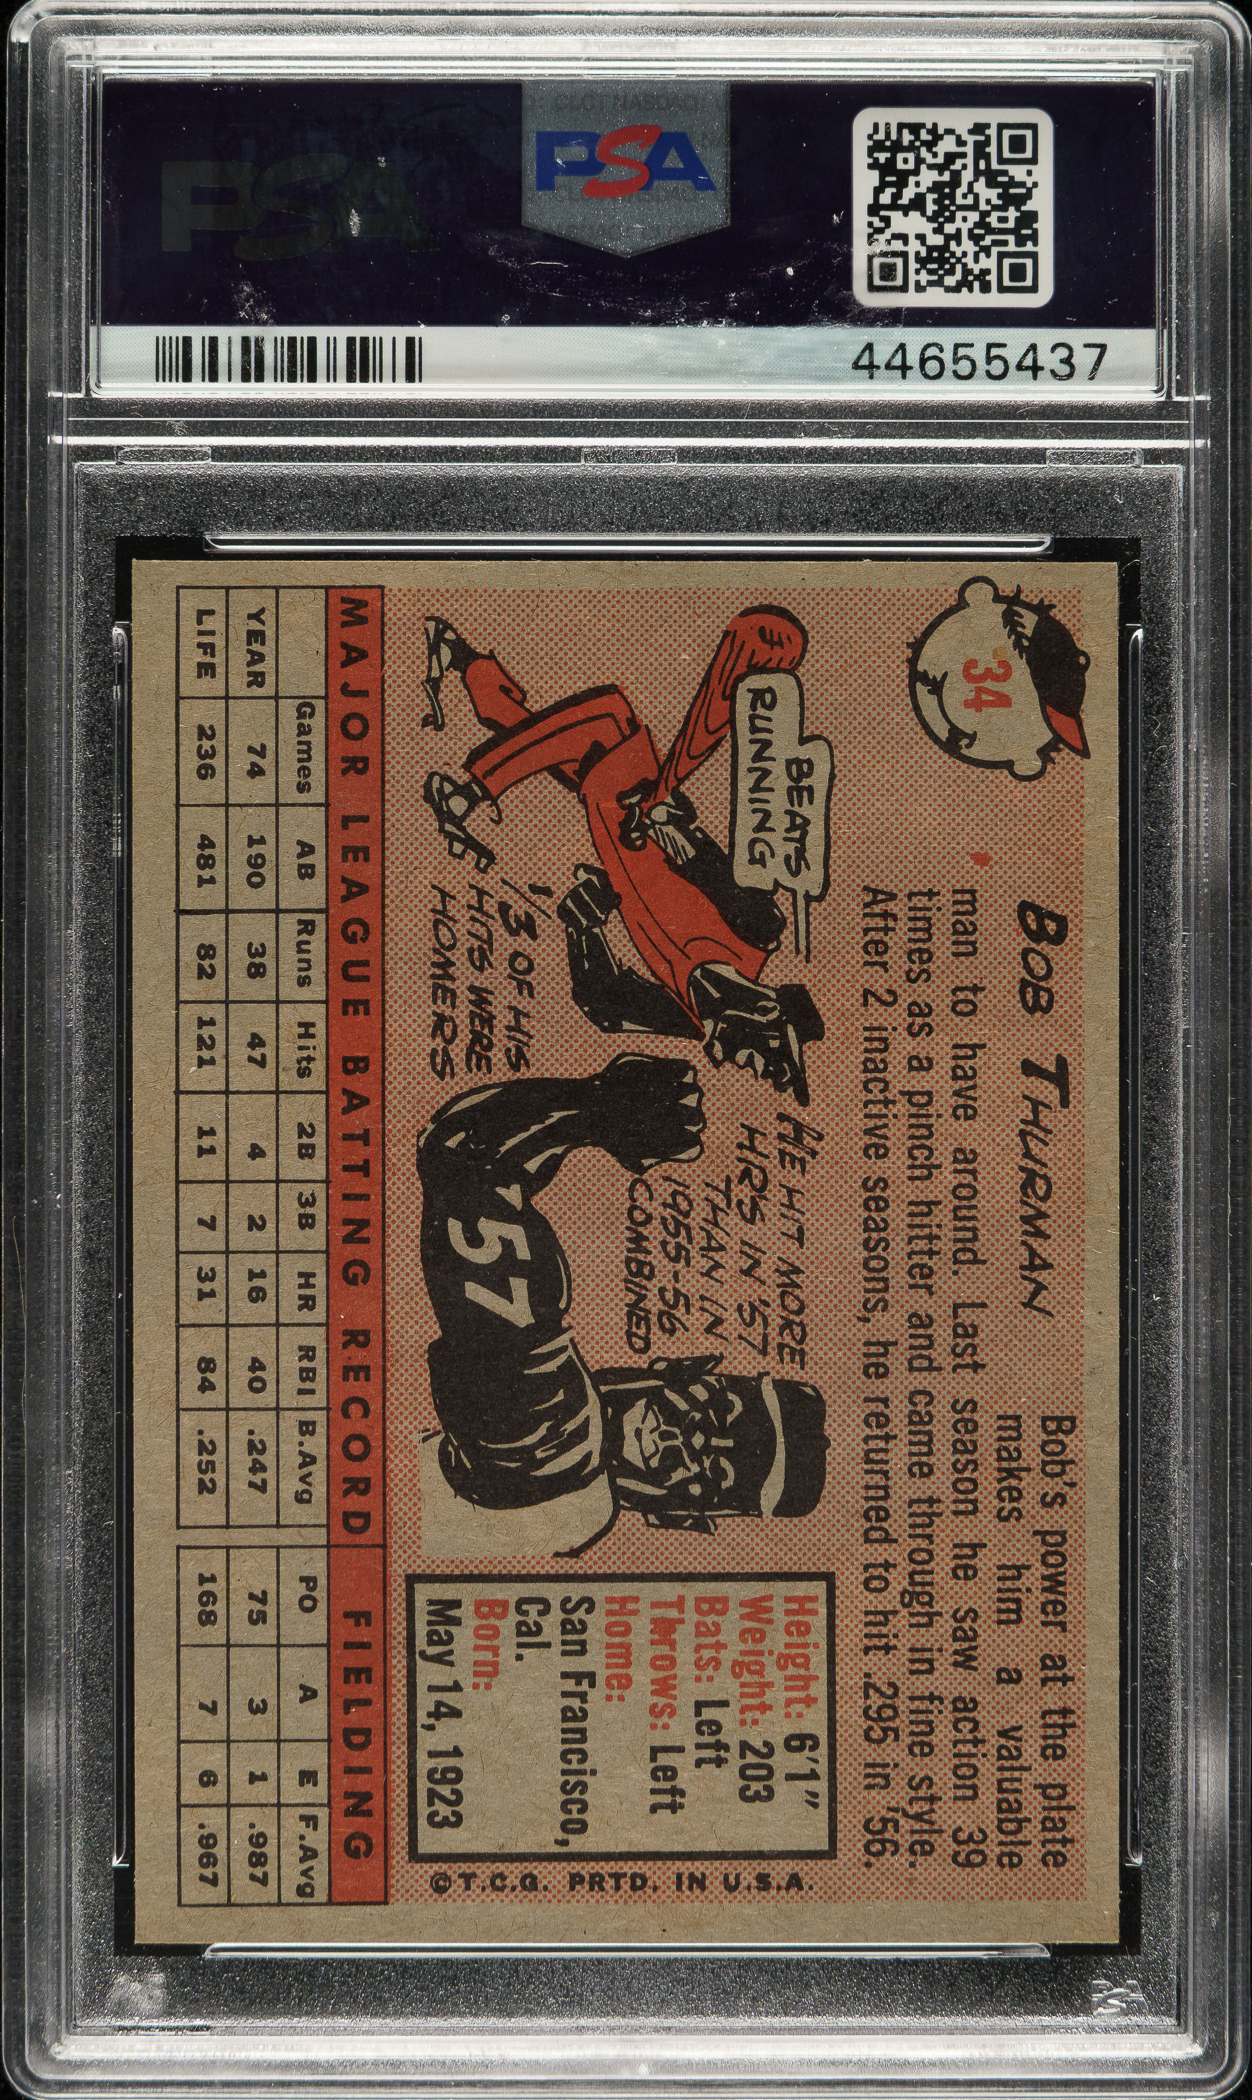 PSA
PSA
44655437
34
BOB THURMAN
Bob's power at the plate
makes him a valuable
man to have around. Last season he saw action 39
times as a pinch hitter and came through in fine style.
After 2 inactive seasons, he returned to hit .295 in '56.
BEATS
RUNNING
1/3 OF HIS
HITS WERE
HOMERS
HE HIT MORE
HRS IN '57
THAN IN
1955-56
COMBINED
'57
Height: 6'1"
Weight: 203
Bats: Left
Throws: Left
Home:
San Francisco,
Cal.
Born:
May 14, 1923
© T.C.G. PRTD. IN U.S.A.
MAJOR LEAGUE BATTING RECORD FIELDING
Games AB Runs Hits 2B 3B HR RBI B.Avg PO A E F.Avg
YEAR 74 190 38 47 4 2 16 40 .247 75 3 1 .987
LIFE 236 481 82 121 11 7 31 84 .252 168 7 6 .967
PSA